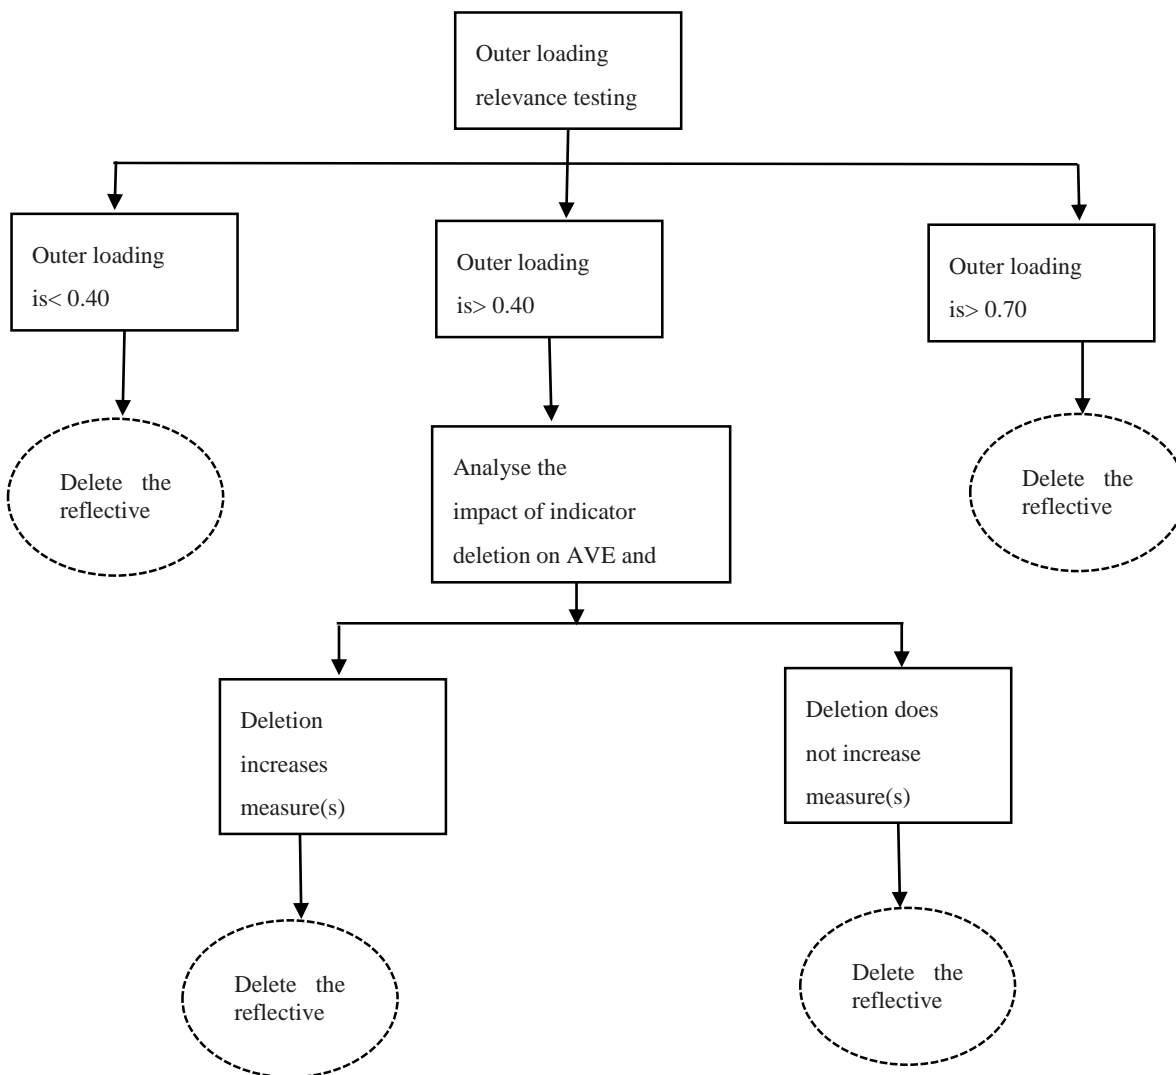 Outer loading
relevance testing
Outer loading
is< 0.40
Outer loading
is> 0.40
Outer loading
is> 0.70
Delete the
reflective
Analyse the
impact of indicator
deletion on AVE and
Delete the
reflective
Deletion
increases
measure(s)
Deletion does
not increase
measure(s)
Delete the
reflective
Delete the
reflective